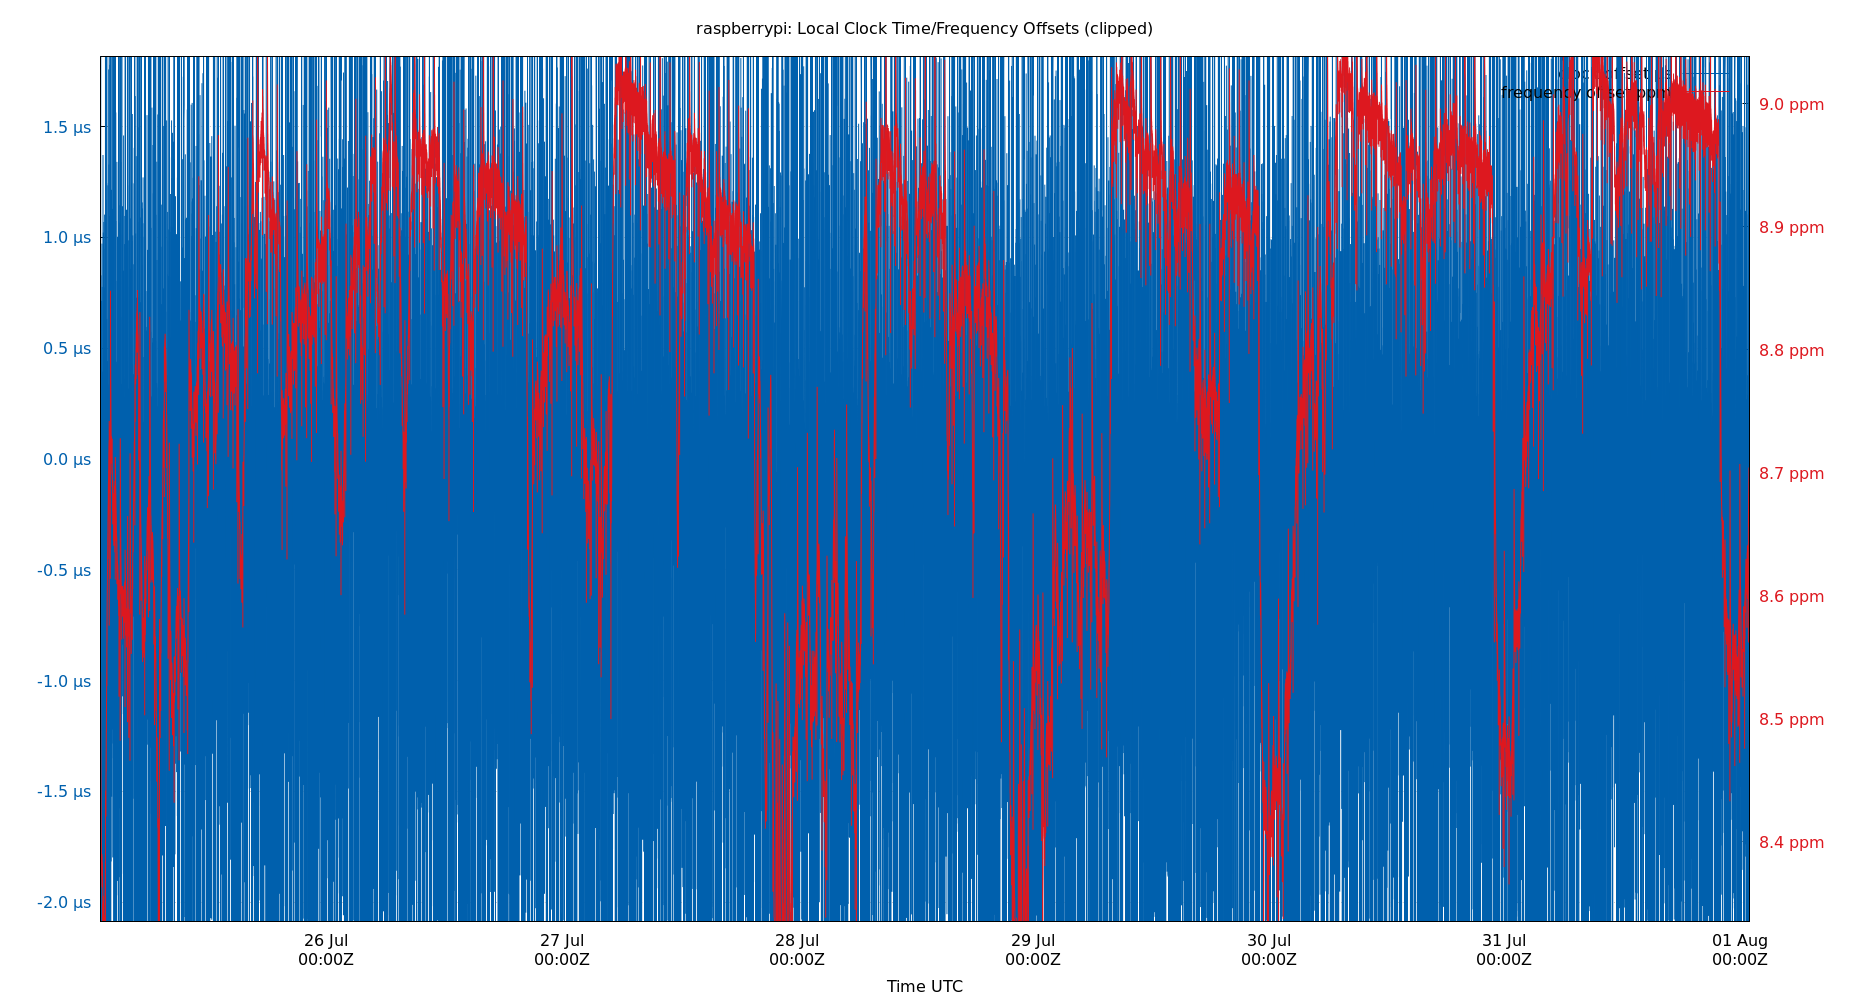 raspberrypi: Local Clock Time/Frequency Offsets (clipped)
clock offset µs
frequency offset ppm
1.5 µs
1.0 µs
0.5 µs
0.0 µs
-0.5 µs
-1.0 µs
-1.5 µs
-2.0 µs
9.0 ppm
8.9 ppm
8.8 ppm
8.7 ppm
8.6 ppm
8.5 ppm
8.4 ppm
26 Jul
00:00Z
27 Jul
00:00Z
28 Jul
00:00Z
29 Jul
00:00Z
30 Jul
00:00Z
31 Jul
00:00Z
01 Aug
00:00Z
Time UTC